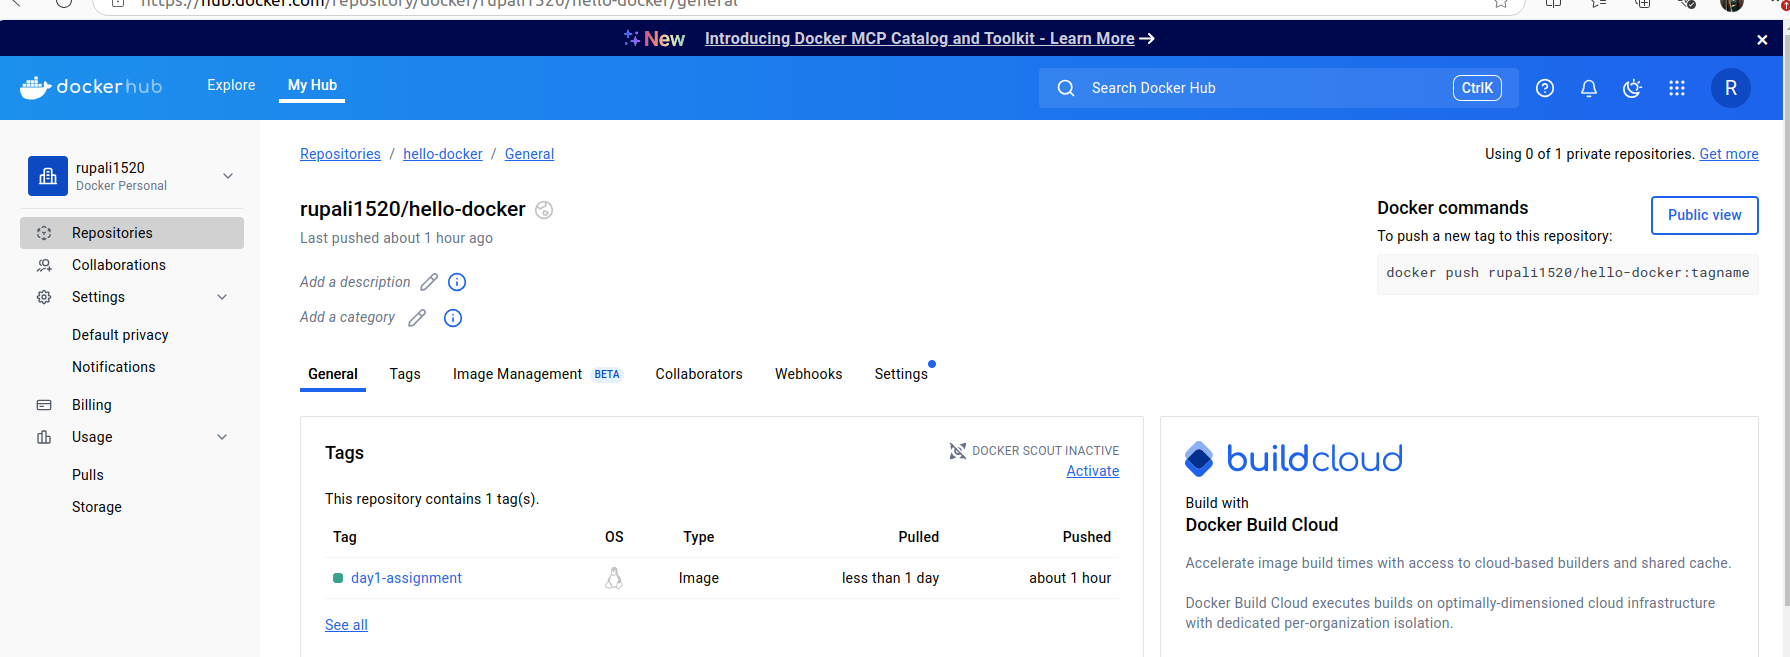 https://hub.docker.com/repository/docker/rupali1520/hello-docker/general
New Introducing Docker MCP Catalog and Toolkit - Learn More →
dockerhub Explore My Hub Search Docker Hub CtrlK R
rupali1520
Docker Personal
Repositories
Collaborations
Settings
Default privacy
Notifications
Billing
Usage
Pulls
Storage
Repositories / hello-docker / General
Using 0 of 1 private repositories. Get more
rupali1520/hello-docker
Last pushed about 1 hour ago
Add a description
Add a category
Docker commands
Public view
To push a new tag to this repository:
docker push rupali1520/hello-docker:tagname
General Tags Image Management BETA Collaborators Webhooks Settings
Tags
DOCKER SCOUT INACTIVE
Activate
This repository contains 1 tag(s).
Tag OS Type Pulled Pushed
day1-assignment Image less than 1 day about 1 hour
See all
buildcloud
Build with
Docker Build Cloud
Accelerate image build times with access to cloud-based builders and shared cache.
Docker Build Cloud executes builds on optimally-dimensioned cloud infrastructure
with dedicated per-organization isolation.